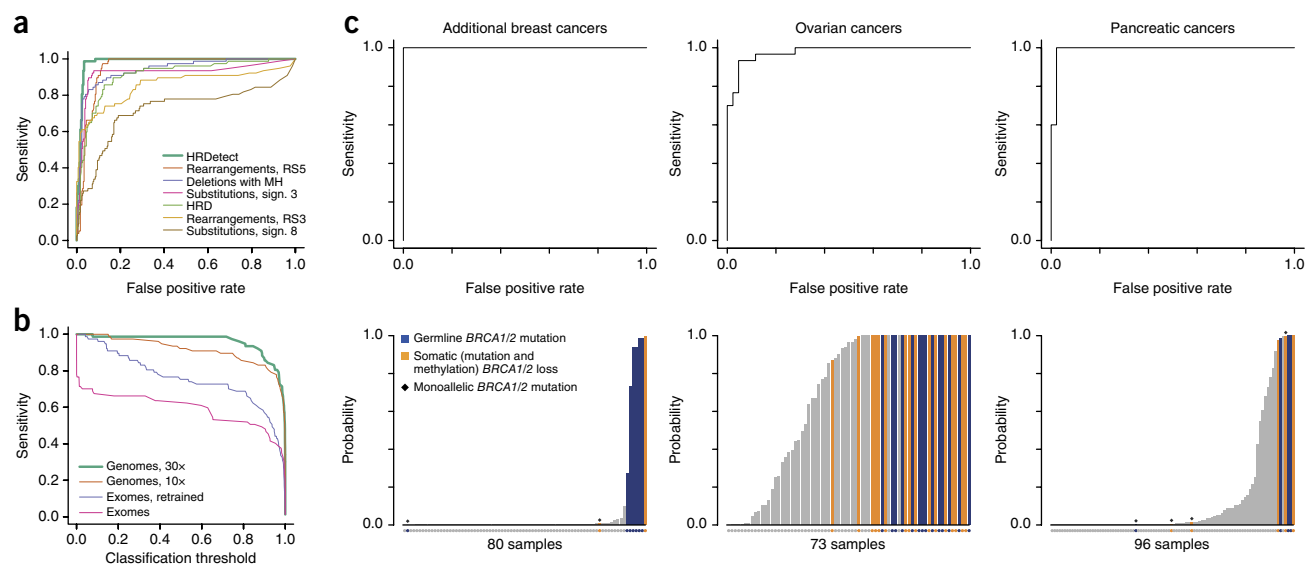 a
1.0
0.8
0.6
0.4
0.2
0.0
Sensitivity
HRDetect
Rearrangements, RS5
Deletions with MH
Substitutions, sign. 3
HRD
Rearrangements, RS3
Substitutions, sign. 8
0.0 0.2 0.4 0.6 0.8 1.0
False positive rate
b
1.0
0.8
0.6
0.4
0.2
0.0
Sensitivity
Genomes, 30×
Genomes, 10×
Exomes, retrained
Exomes
0.0 0.2 0.4 0.6 0.8 1.0
Classification threshold
c
Additional breast cancers
1.0
Sensitivity
0.0
0.0 1.0
False positive rate
Ovarian cancers
1.0
Sensitivity
0.0
0.0 1.0
False positive rate
Pancreatic cancers
1.0
Sensitivity
0.0
0.0 1.0
False positive rate
1.0
Probability
0.0
Germline BRCA1/2 mutation
Somatic (mutation and
methylation) BRCA1/2 loss
Monoallelic BRCA1/2 mutation
80 samples
1.0
Probability
0.0
73 samples
1.0
Probability
0.0
96 samples